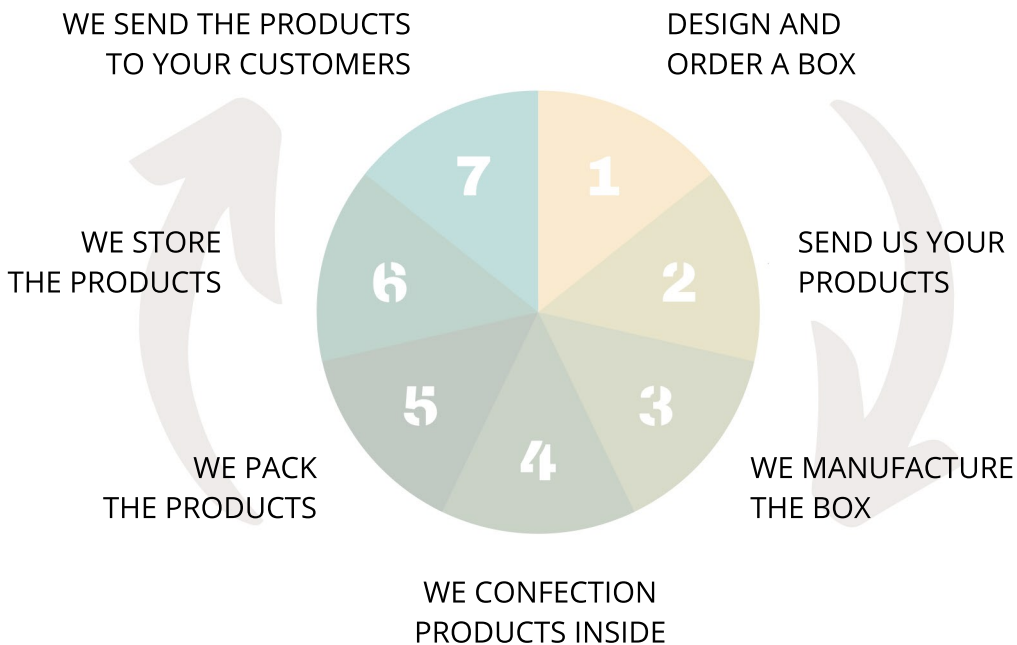 WE SEND THE PRODUCTS
TO YOUR CUSTOMERS
DESIGN AND
ORDER A BOX
7
1
WE STORE
THE PRODUCTS
6
2
SEND US YOUR
PRODUCTS
5
3
4
WE PACK
THE PRODUCTS
WE MANUFACTURE
THE BOX
WE CONFECTION
PRODUCTS INSIDE